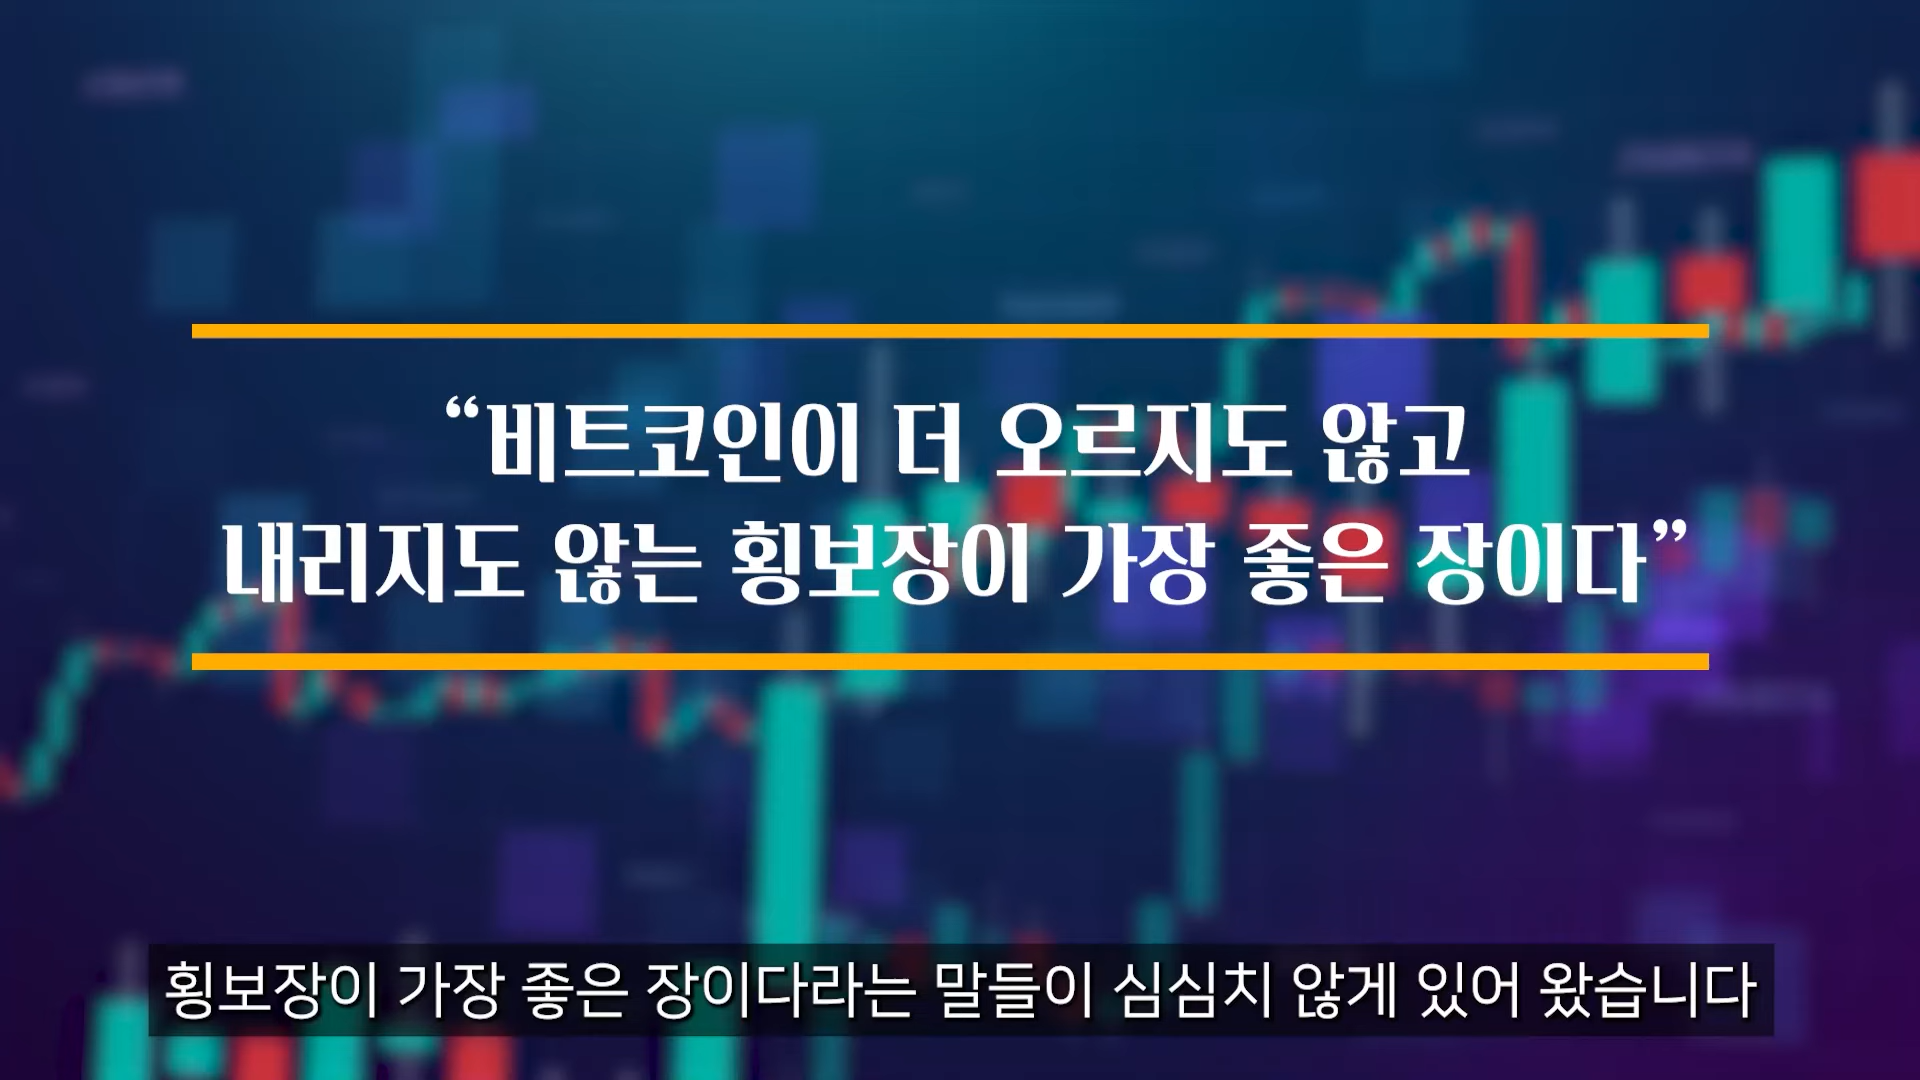 “비트코인이 더 오르지도 않고
내리지도 않는 횡보장이 가장 좋은 장이다”
횡보장이 가장 좋은 장이다라는 말들이 심심치 않게 있어 왔습니다